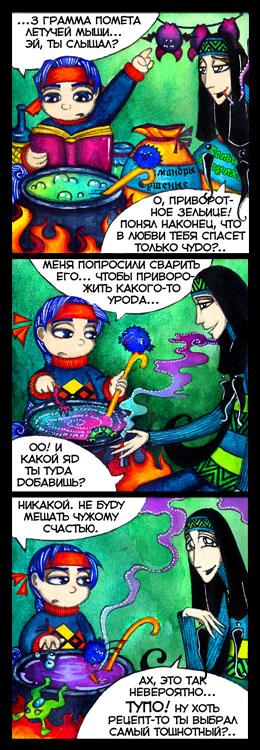 ...3 ГРАММА ПОМЕТА
ЛЕТУЧЕЙ МЫШИ...
ЭЙ, ТЫ СЛЫШАЛ?
мандры
ушеные
О, ПРИВОРОТ-
НОЕ ЗЕЛЬИЦЕ!
ПОНЯЛ НАКОНЕЦ, ЧТО
В ЛЮБВИ ТЕБЯ СПАСЕТ
ТОЛЬКО ЧУДО?..
МЕНЯ ПОПРОСИЛИ СВАРИТЬ
ЕГО... ЧТОБЫ ПРИВОРО-
ЖИТЬ КАКОГО-ТО
УРОДА...
ОО! И
КАКОЙ ЯД
ТЫ ТУДА
ДОБАВИШЬ?
НИКАКОЙ. НЕ БУДУ
МЕШАТЬ ЧУЖОМУ
СЧАСТЬЮ.
АХ, ЭТО ТАК
НЕВЕРОЯТНО...
ТУПО! НУ ХОТЬ
РЕЦЕПТ-ТО ТЫ ВЫБРАЛ
САМЫЙ ТОШНОТНЫЙ?..